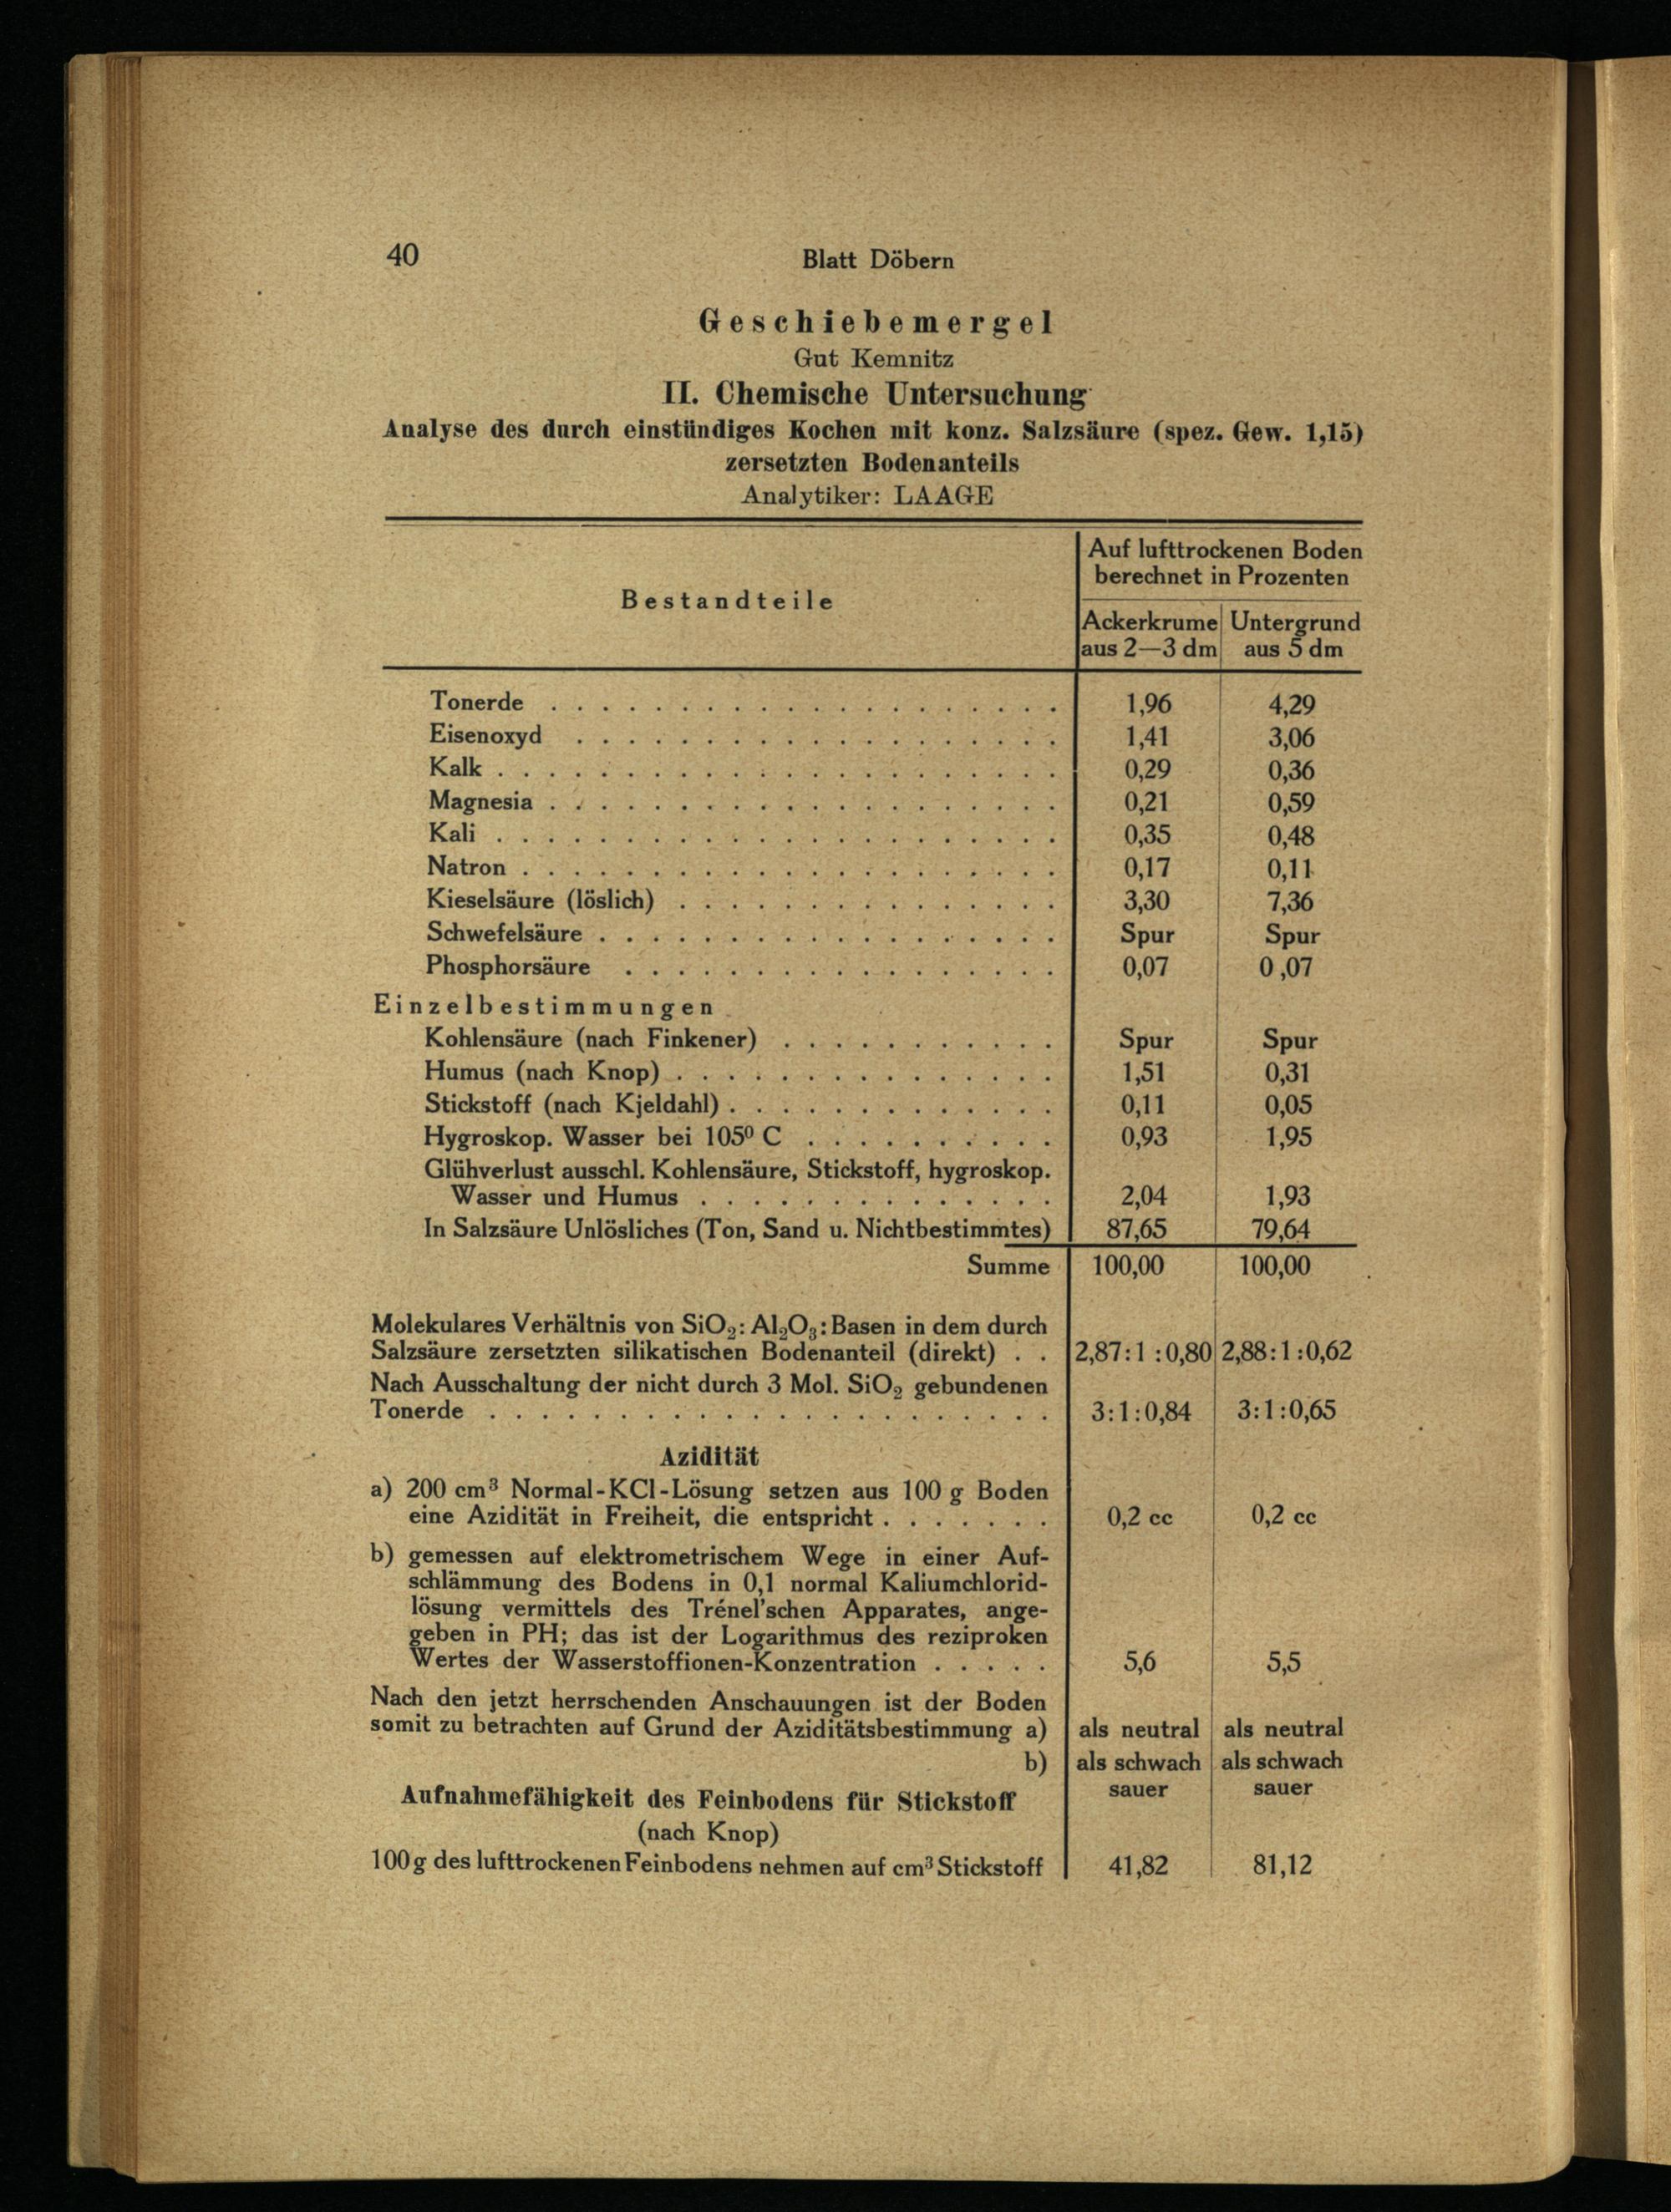 40
Blatt Döbern
Geschiebemergel
Gut Kemnitz
II. Chemische Untersuchung
Analyse des durch einstündiges Kochen mit konz. Salzsäure (spez. Gew. 1,15)
zersetzten Bodenanteils
Analytiker: LAAGE
Bestandteile
Auf lufttrockenen Boden
berechnet in Prozenten
Ackerkrume Untergrund
aus 2—3 dm aus 5 dm
Tonerde . . . . . . . . . . . . . . . . . . . . 1,96 4,29
Eisenoxyd . . . . . . . . . . . . . . . . . . . 1,41 3,06
Kalk . . . . . . . . . . . . . . . . . . . . . . 0,29 0,36
Magnesia . . . . . . . . . . . . . . . . . . . . 0,21 0,59
Kali . . . . . . . . . . . . . . . . . . . . . . 0,35 0,48
Natron . . . . . . . . . . . . . . . . . . . . . 0,17 0,11
Kieselsäure (löslich) . . . . . . . . . . . . . . . 3,30 7,36
Schwefelsäure . . . . . . . . . . . . . . . . . . Spur Spur
Phosphorsäure . . . . . . . . . . . . . . . . . 0,07 0,07
Einzelbestimmungen
Kohlensäure (nach Finkener) . . . . . . . . . . . Spur Spur
Humus (nach Knop) . . . . . . . . . . . . . . . 1,51 0,31
Stickstoff (nach Kjeldahl) . . . . . . . . . . . . . 0,11 0,05
Hygroskop. Wasser bei 105⁰ C . . . . . . . . . . 0,93 1,95
Glühverlust ausschl. Kohlensäure, Stickstoff, hygroskop.
Wasser und Humus . . . . . . . . . . . . . . 2,04 1,93
In Salzsäure Unlösliches (Ton, Sand u. Nichtbestimmtes) 87,65 79,64
Summe 100,00 100,00
Molekulares Verhältnis von SiO₂: Al₂O₃: Basen in dem durch
Salzsäure zersetzten silikatischen Bodenanteil (direkt) . . 2,87:1:0,80 2,88:1:0,62
Nach Ausschaltung der nicht durch 3 Mol. SiO₂ gebundenen
Tonerde . . . . . . . . . . . . . . . . . . . . . . 3:1:0,84 3:1:0,65
Azidität
a) 200 cm³ Normal-KCl-Lösung setzen aus 100 g Boden
eine Azidität in Freiheit, die entspricht . . . . . . . 0,2 cc 0,2 cc
b) gemessen auf elektrometrischem Wege in einer Auf-
schlämmung des Bodens in 0,1 normal Kaliumchlorid-
lösung vermittels des Trénel'schen Apparates, ange-
geben in PH; das ist der Logarithmus des reziproken
Wertes der Wasserstoffionen-Konzentration . . . . . 5,6 5,5
Nach den jetzt herrschenden Anschauungen ist der Boden
somit zu betrachten auf Grund der Aziditätsbestimmung a) als neutral als neutral
b) als schwach als schwach
sauer sauer
Aufnahmefähigkeit des Feinbodens für Stickstoff
(nach Knop)
100 g des lufttrockenen Feinbodens nehmen auf cm³ Stickstoff 41,82 81,12